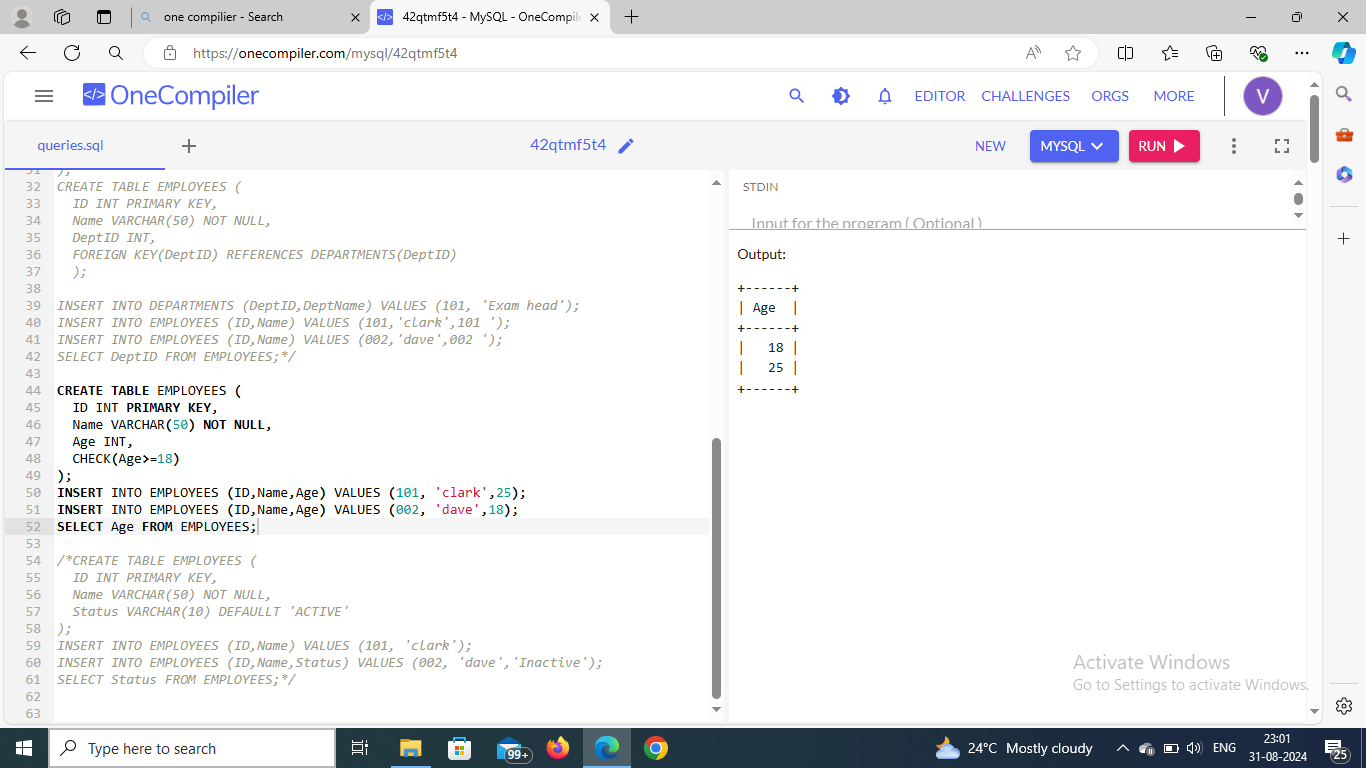 one compilier - Search
42qtmf5t4 - MySQL - OneCompil
https://onecompiler.com/mysql/42qtmf5t4
</> OneCompiler
EDITOR CHALLENGES ORGS MORE
V
queries.sql
42qtmf5t4
NEW
MYSQL
RUN
31 );
32 CREATE TABLE EMPLOYEES (
33 ID INT PRIMARY KEY,
34 Name VARCHAR(50) NOT NULL,
35 DeptID INT,
36 FOREIGN KEY(DeptID) REFERENCES DEPARTMENTS(DeptID)
37 );
38
39 INSERT INTO DEPARTMENTS (DeptID,DeptName) VALUES (101, 'Exam head');
40 INSERT INTO EMPLOYEES (ID,Name) VALUES (101,'clark',101 ');
41 INSERT INTO EMPLOYEES (ID,Name) VALUES (002,'dave',002 ');
42 SELECT DeptID FROM EMPLOYEES;*/
43
44 CREATE TABLE EMPLOYEES (
45 ID INT PRIMARY KEY,
46 Name VARCHAR(50) NOT NULL,
47 Age INT,
48 CHECK(Age>=18)
49 );
50 INSERT INTO EMPLOYEES (ID,Name,Age) VALUES (101, 'clark',25);
51 INSERT INTO EMPLOYEES (ID,Name,Age) VALUES (002, 'dave',18);
52 SELECT Age FROM EMPLOYEES;
53
54 /*CREATE TABLE EMPLOYEES (
55 ID INT PRIMARY KEY,
56 Name VARCHAR(50) NOT NULL,
57 Status VARCHAR(10) DEFAULLT 'ACTIVE'
58 );
59 INSERT INTO EMPLOYEES (ID,Name) VALUES (101, 'clark');
60 INSERT INTO EMPLOYEES (ID,Name,Status) VALUES (002, 'dave','Inactive');
61 SELECT Status FROM EMPLOYEES;*/
62
63
STDIN
Input for the program ( Optional )
Output:
+------+
| Age |
+------+
| 18 |
| 25 |
+------+
Activate Windows
Go to Settings to activate Windows.
Type here to search
99+
24°C Mostly cloudy
ENG
23:01
31-08-2024
25